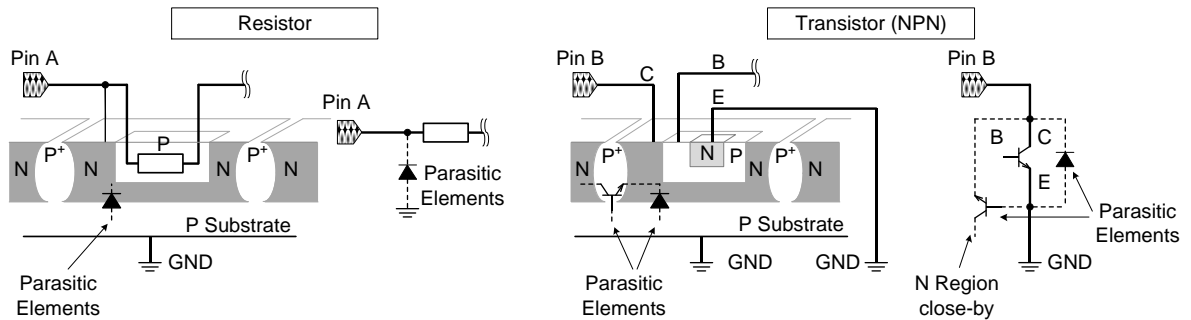 Resistor
Transistor (NPN)
Pin A
Pin A
N
P+
N
P
P+
N
N
Parasitic
Elements
P Substrate
GND
Parasitic
Elements
Pin B
C
B
E
N
P+
N
N
P
P+
N
N
P Substrate
GND
GND
Parasitic
Elements
Pin B
B
C
E
Parasitic
Elements
GND
N Region
close-by